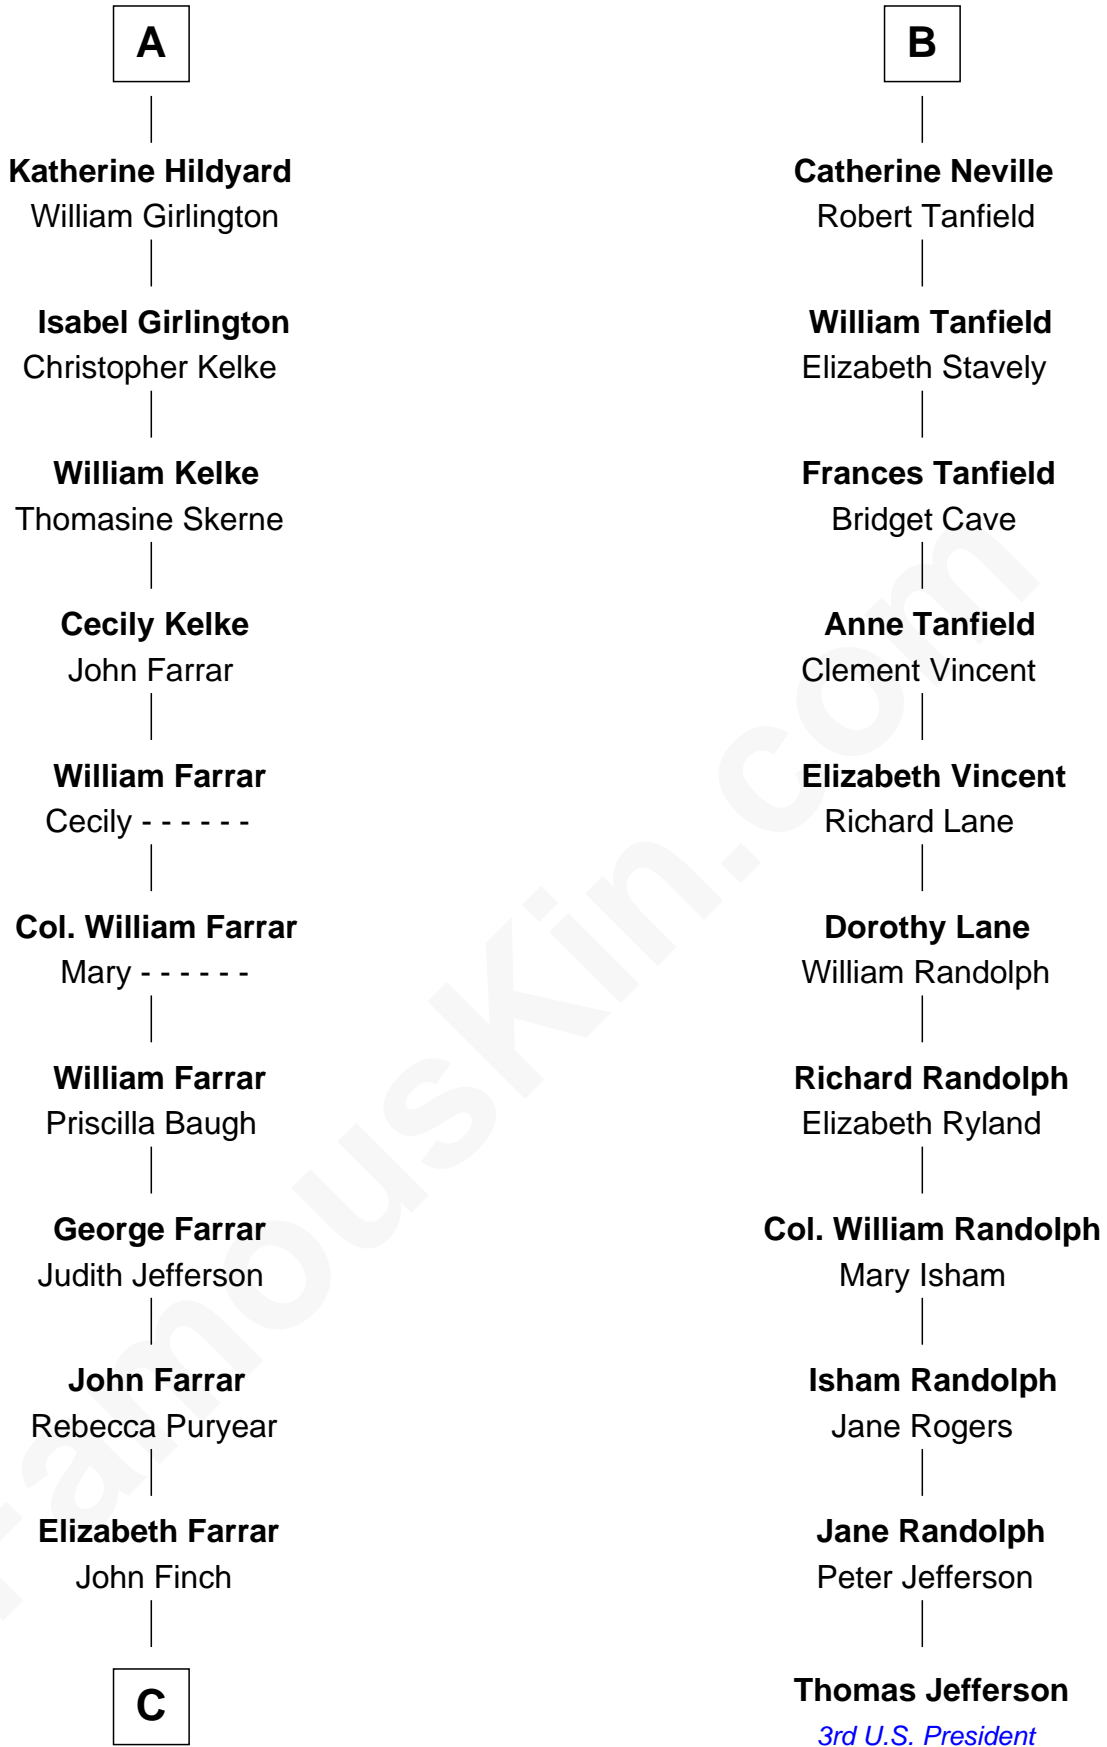 A
Katherine Hildyard
William Girlington
Isabel Girlington
Christopher Kelke
William Kelke
Thomasine Skerne
Cecily Kelke
John Farrar
William Farrar
Cecily - - - - - -
Col. William Farrar
Mary - - - - - -
William Farrar
Priscilla Baugh
George Farrar
Judith Jefferson
John Farrar
Rebecca Puryear
Elizabeth Farrar
John Finch
C
B
Catherine Neville
Robert Tanfield
William Tanfield
Elizabeth Stavely
Frances Tanfield
Bridget Cave
Anne Tanfield
Clement Vincent
Elizabeth Vincent
Richard Lane
Dorothy Lane
William Randolph
Richard Randolph
Elizabeth Ryland
Col. William Randolph
Mary Isham
Isham Randolph
Jane Rogers
Jane Randolph
Peter Jefferson
Thomas Jefferson
3rd U.S. President
FamousKin.com